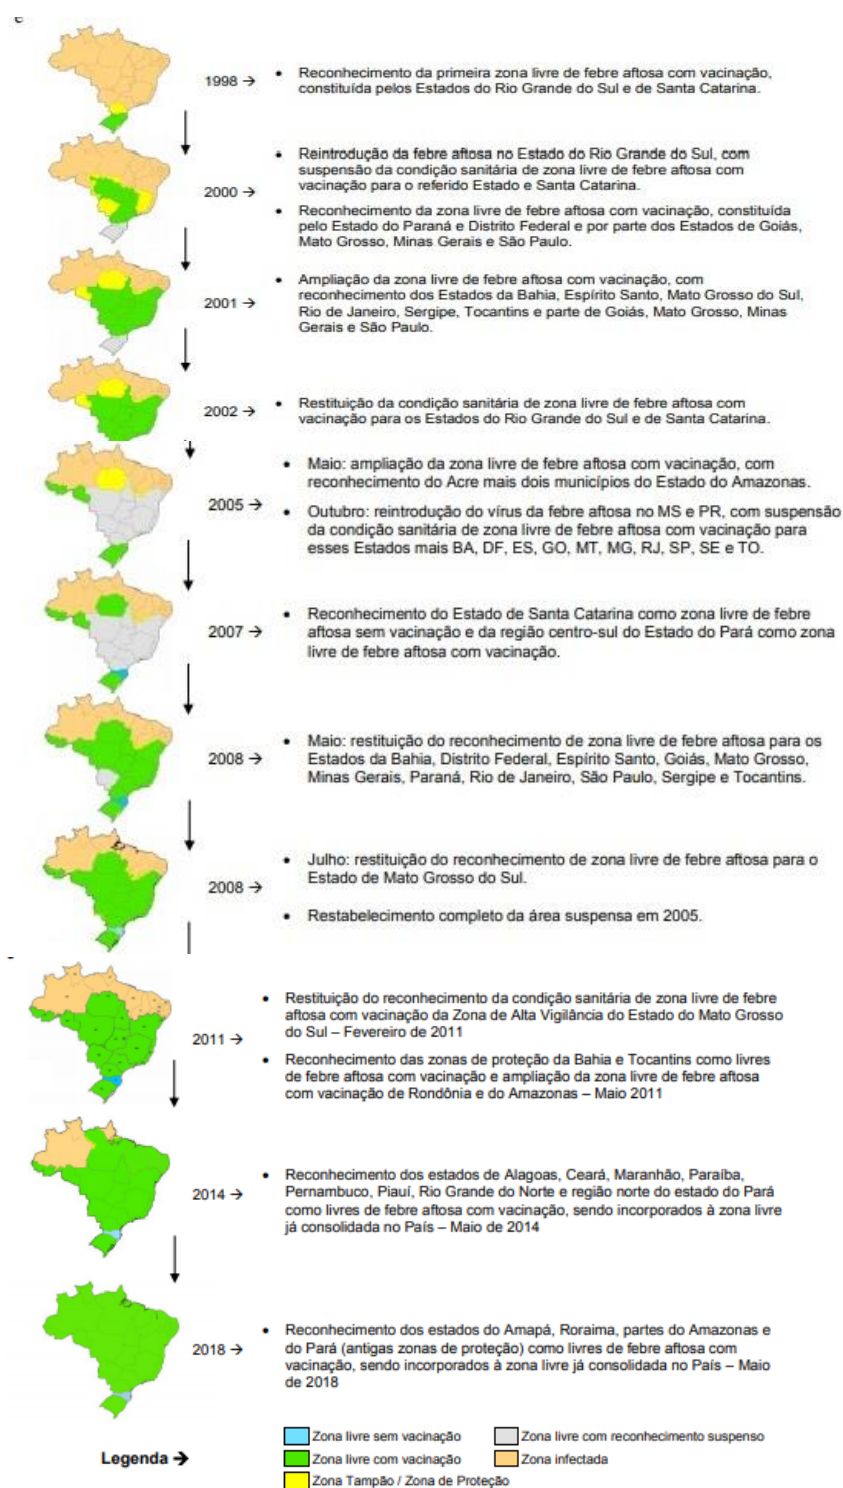 e
1998 →
• Reconhecimento da primeira zona livre de febre aftosa com vacinação,
constituída pelos Estados do Rio Grande do Sul e de Santa Catarina.
2000 →
• Reintrodução da febre aftosa no Estado do Rio Grande do Sul, com
suspensão da condição sanitária de zona livre de febre aftosa com
vacinação para o referido Estado e Santa Catarina.
• Reconhecimento da zona livre de febre aftosa com vacinação, constituída
pelo Estado do Paraná e Distrito Federal e por parte dos Estados de Goiás,
Mato Grosso, Minas Gerais e São Paulo.
2001 →
• Ampliação da zona livre de febre aftosa com vacinação, com
reconhecimento dos Estados da Bahia, Espírito Santo, Mato Grosso do Sul,
Rio de Janeiro, Sergipe, Tocantins e parte de Goiás, Mato Grosso, Minas
Gerais e São Paulo.
2002 →
• Restituição da condição sanitária de zona livre de febre aftosa com
vacinação para os Estados do Rio Grande do Sul e de Santa Catarina.
2005 →
• Maio: ampliação da zona livre de febre aftosa com vacinação, com
reconhecimento do Acre mais dois municípios do Estado do Amazonas.
• Outubro: reintrodução do vírus da febre aftosa no MS e PR, com suspensão
da condição sanitária de zona livre de febre aftosa com vacinação para
esses Estados mais BA, DF, ES, GO, MT, MG, RJ, SP, SE e TO.
2007 →
• Reconhecimento do Estado de Santa Catarina como zona livre de febre
aftosa sem vacinação e da região centro-sul do Estado do Pará como zona
livre de febre aftosa com vacinação.
2008 →
• Maio: restituição do reconhecimento de zona livre de febre aftosa para os
Estados da Bahia, Distrito Federal, Espírito Santo, Goiás, Mato Grosso,
Minas Gerais, Paraná, Rio de Janeiro, São Paulo, Sergipe e Tocantins.
2008 →
• Julho: restituição do reconhecimento de zona livre de febre aftosa para o
Estado de Mato Grosso do Sul.
• Restabelecimento completo da área suspensa em 2005.
2011 →
• Restituição do reconhecimento da condição sanitária de zona livre de febre
aftosa com vacinação da Zona de Alta Vigilância do Estado do Mato Grosso
do Sul – Fevereiro de 2011
• Reconhecimento das zonas de proteção da Bahia e Tocantins como livres
de febre aftosa com vacinação e ampliação da zona livre de febre aftosa
com vacinação de Rondônia e do Amazonas – Maio 2011
2014 →
• Reconhecimento dos estados de Alagoas, Ceará, Maranhão, Paraíba,
Pernambuco, Piauí, Rio Grande do Norte e região norte do estado do Pará
como livres de febre aftosa com vacinação, sendo incorporados à zona livre
já consolidada no País – Maio de 2014
2018 →
• Reconhecimento dos estados do Amapá, Roraima, partes do Amazonas e
do Pará (antigas zonas de proteção) como livres de febre aftosa com
vacinação, sendo incorporados à zona livre já consolidada no País – Maio
de 2018
Legenda →
Zona livre sem vacinação
Zona livre com reconhecimento suspenso
Zona livre com vacinação
Zona infectada
Zona Tampão / Zona de Proteção